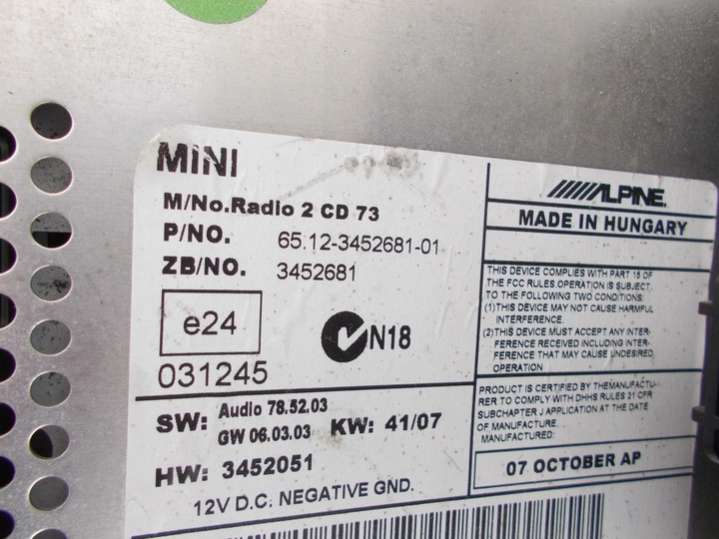 MINI
M/No.Radio 2 CD 73
P/NO. 65.12-3452681-01
ZB/NO. 3452681
e24
N18
031245
SW: Audio 78.52.03
GW 06.03.03 KW: 41/07
HW: 3452051
12V D.C. NEGATIVE GND.
ALPINE
MADE IN HUNGARY
THIS DEVICE COMPLIES WITH PART 15 OF
THE FCC RULES.OPERATION IS SUBJECT
TO THE FOLLOWING TWO CONDITIONS:
(1)THIS DEVICE MAY NOT CAUSE HARMFUL
INTERFERENCE.
(2)THIS DEVICE MUST ACCEPT ANY INTER-
FERENCE RECEIVED INCLUDING INTER-
FERENCE THAT MAY CAUSE UNDESIRED
OPERATION
PRODUCT IS CERTIFIED BY THEMANUFACTU-
RER TO COMPLY WITH DHHS RULES 21 CFR
SUBCHAPTER J APPLICATION AT THE DATE
OF MANUFACTURE.
MANUFACTURED:
07 OCTOBER AP